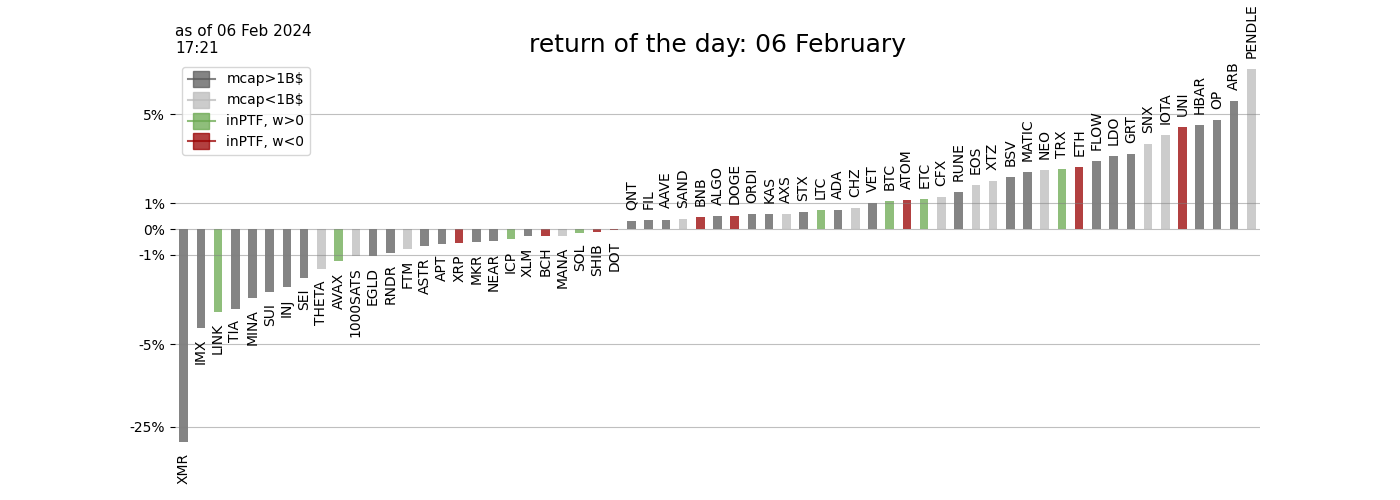 as of 06 Feb 2024
17:21
return of the day: 06 February
mcap>1B$
mcap<1B$
inPTF, w>0
inPTF, w<0
5%
1%
0%
-1%
-5%
-25%
XMR
IMX
LINK
TIA
MINA
SUI
INJ
SEI
THETA
AVAX
1000SATS
EGLD
RNDR
FTM
ASTR
APT
XRP
MKR
NEAR
ICP
XLM
BCH
MANA
SOL
SHIB
DOT
QNT
FIL
AAVE
SAND
BNB
ALGO
DOGE
ORDI
KAS
AXS
STX
LTC
ADA
CHZ
VET
BTC
ATOM
ETC
CFX
RUNE
EOS
XTZ
BSV
MATIC
NEO
TRX
ETH
FLOW
LDO
GRT
SNX
IOTA
UNI
HBAR
OP
ARB
PENDLE